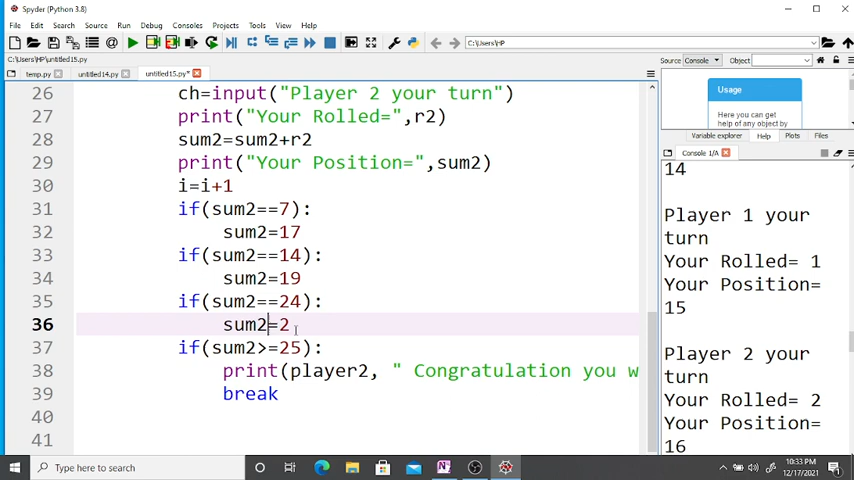 Spyder (Python 3.8)
File Edit Search Source Run Debug Consoles Projects Tools View Help
C:\Users\HP
C:\Users\HP\untitled15.py
Source Console Object
temp.py untitled14.py untitled15.py*
26 ch=input("Player 2 your turn")
27 print("Your Rolled=",r2)
28 sum2=sum2+r2
29 print("Your Position=",sum2)
30 i=i+1
31 if(sum2==7):
32 sum2=17
33 if(sum2==14):
34 sum2=19
35 if(sum2==24):
36 sum2=2
37 if(sum2>=25):
38 print(player2, " Congratulation you w
39 break
40
41
Usage
Here you can get
help of any object by
Variable explorer Help Plots Files
Console 1/A
14
Player 1 your
turn
Your Rolled= 1
Your Position=
15
Player 2 your
turn
Your Rolled= 2
Your Position=
16
Type here to search
10:33 PM
12/17/2021